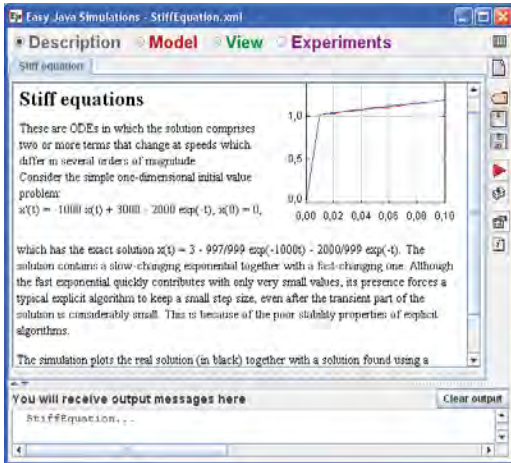 Easy Java Simulations - StiffEquation.xml
Description Model View Experiments
Stiff equation
Stiff equations
These are ODEs in which the solution comprises
two or more terms that change at speeds which
differ in several orders of magnitude
Consider the simple one-dimensional initial value
problem:
x'(t) = -1000 x(t) + 3000 - 2000 exp(-t), x(0) = 0,
1,0
0,5
0,0
0,00 0,02 0,04 0,06 0,08 0,10
which has the exact solution x(t) = 3 - 997/999 exp(-1000t) - 2000/999 exp(-t). The
solution contains a slow-changing exponential together with a fast-changing one. Although
the fast exponential quickly contributes with only very small values, its presence forces a
typical explicit algorithm to keep a small step size, even after the transient part of the
solution is considerably small. This is because of the poor stability properties of explicit
algorithms.
The simulation plots the real solution (in black) together with a solution found using a
You will receive output messages here
Clear output
StiffEquation...